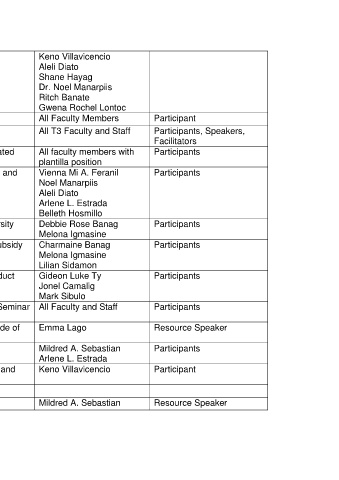 Keno Villavicencio
Aleli Diato
Shane Hayag
Dr. Noel Manarpiis
Ritch Banate
Gwena Rochel Lontoc
All Faculty Members Participant
All T3 Faculty and Staff Participants, Speakers,
Facilitators
ated All faculty members with Participants
plantilla position
and Vienna Mi A. Feranil Participants
Noel Manarpiis
Aleli Diato
Arlene L. Estrada
Belleth Hosmillo
rsity Debbie Rose Banag Participants
Melona Igmasine
ubsidy Charmaine Banag Participants
Melona Igmasine
Lilian Sidamon
duct Gideon Luke Ty Participants
Jonel Camalig
Mark Sibulo
Seminar All Faculty and Staff Participants
de of Emma Lago Resource Speaker
Mildred A. Sebastian Participants
Arlene L. Estrada
and Keno Villavicencio Participant
Mildred A. Sebastian Resource Speaker